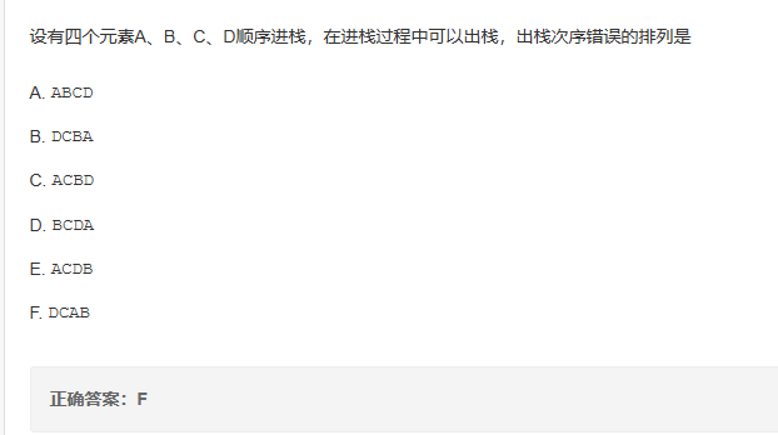 设有四个元素A、B、C、D顺序进栈，在进栈过程中可以出栈，出栈次序错误的排列是
A. ABCD
B. DCBA
C. ACBD
D. BCDA
E. ACDB
F. DCAB
正确答案：F